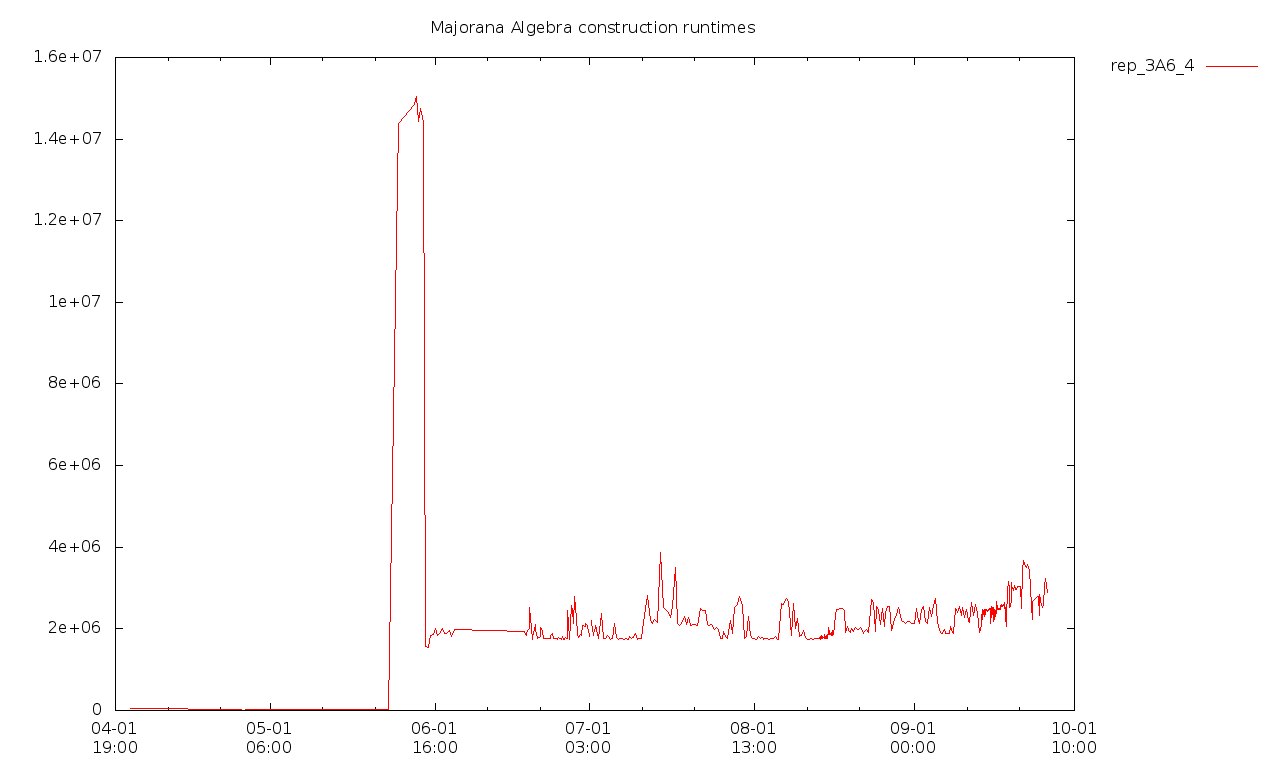 Majorana Algebra construction runtimes
rep_3A6_4
1.6e+07
1.4e+07
1.2e+07
1e+07
8e+06
6e+06
4e+06
2e+06
0
04-01 05-01 06-01 07-01 08-01 09-01 10-01
19:00 06:00 16:00 03:00 13:00 00:00 10:00